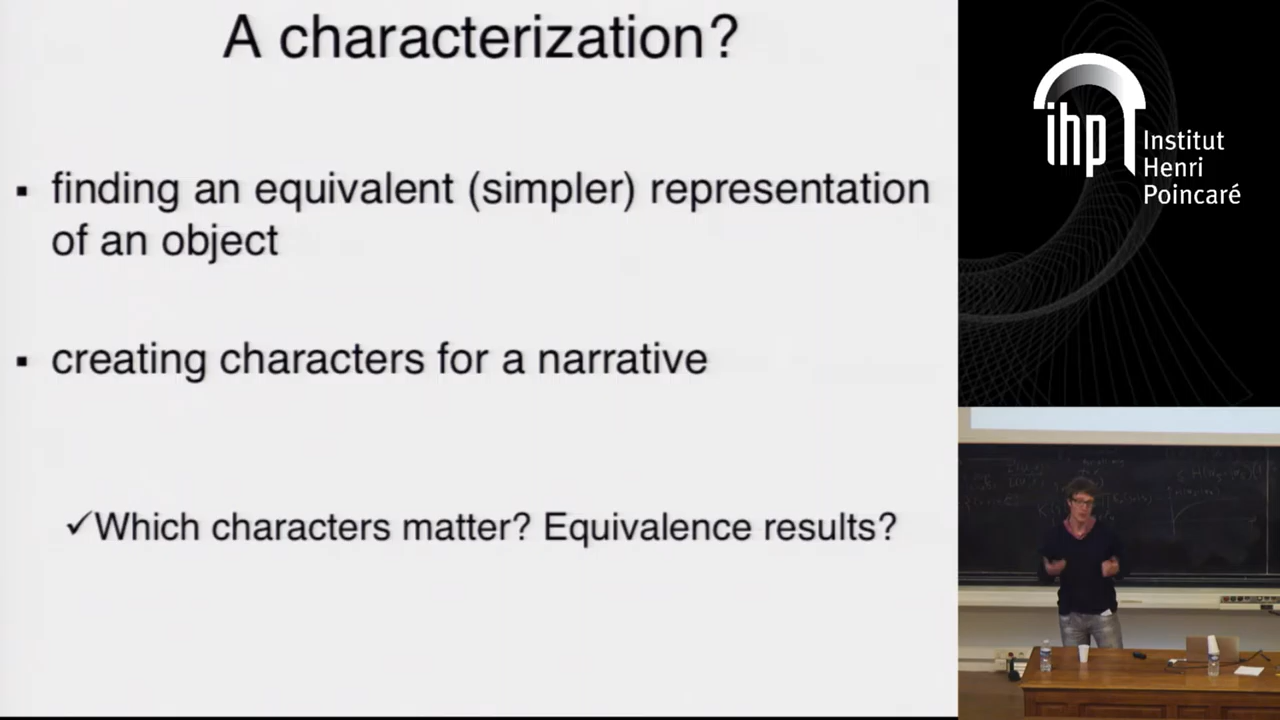 A characterization?
▪ finding an equivalent (simpler) representation
of an object
▪ creating characters for a narrative
✓Which characters matter? Equivalence results?
ihp
Institut
Henri
Poincaré